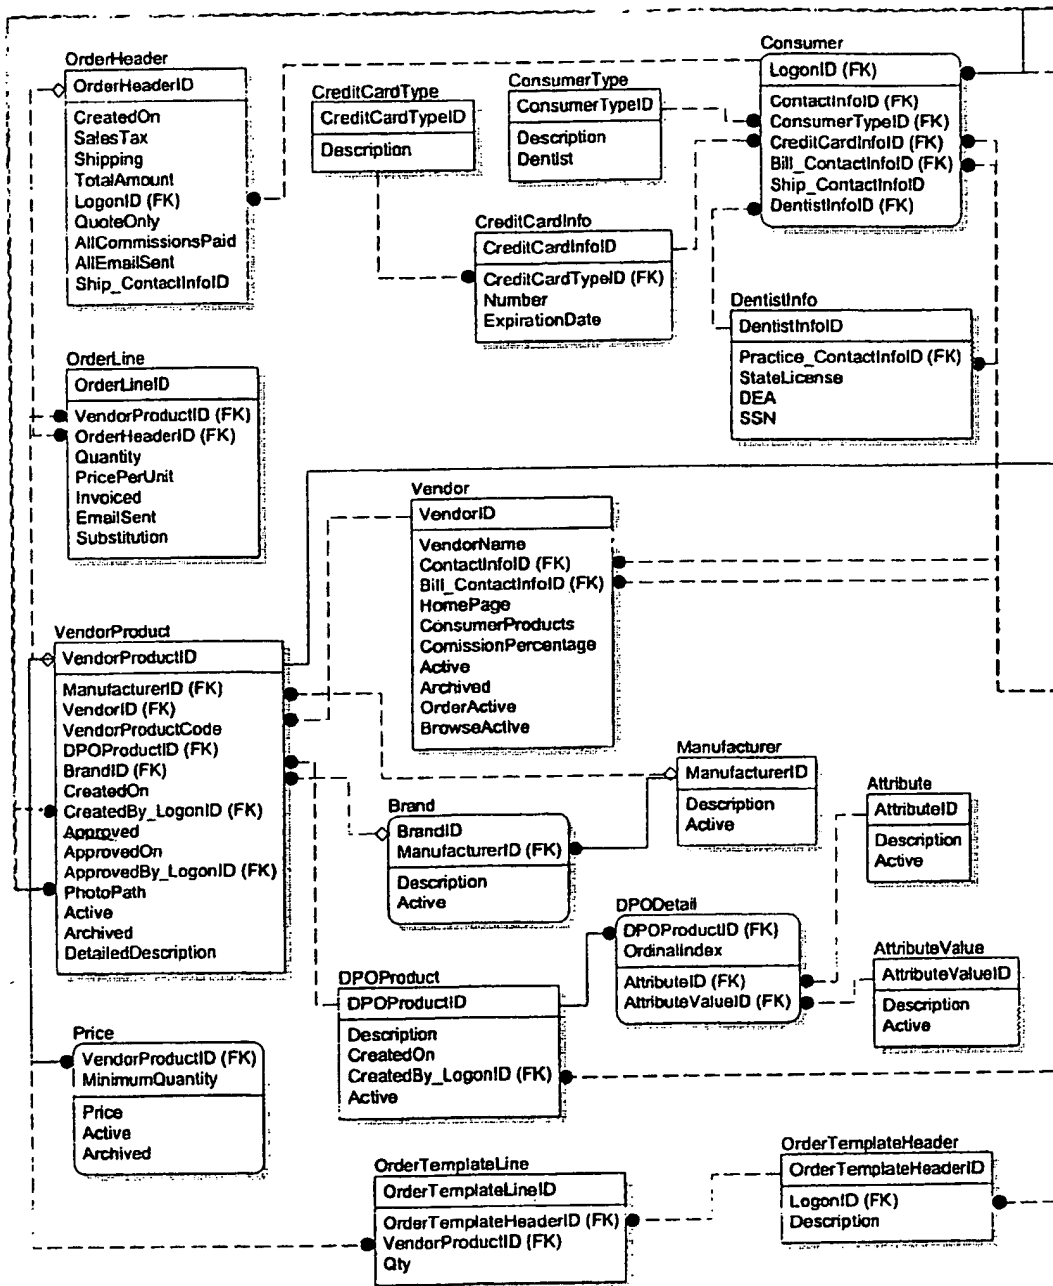 OrderHeader
OrderHeaderID
CreatedOn
SalesTax
Shipping
TotalAmount
LogonID (FK)
QuoteOnly
AllCommissionsPaid
AllEmailSent
Ship_ContactInfoID
CreditCardType
CreditCardTypeID
Description
ConsumerType
ConsumerTypeID
Description
Dentist
Consumer
LogonID (FK)
ContactInfoID (FK)
ConsumerTypeID (FK)
CreditCardInfoID (FK)
Bill_ContactInfoID (FK)
Ship_ContactInfoID
DentistInfoID (FK)
CreditCardInfo
CreditCardInfoID
CreditCardTypeID (FK)
Number
ExpirationDate
DentistInfo
DentistInfoID
Practice_ContactInfoID (FK)
StateLicense
DEA
SSN
OrderLine
OrderLineID
VendorProductID (FK)
OrderHeaderID (FK)
Quantity
PricePerUnit
Invoiced
EmailSent
Substitution
Vendor
VendorID
VendorName
ContactInfoID (FK)
Bill_ContactInfoID (FK)
HomePage
ConsumerProducts
ComissionPercentage
Active
Archived
OrderActive
BrowseActive
VendorProduct
VendorProductID
ManufacturerID (FK)
VendorID (FK)
VendorProductCode
DPOProductID (FK)
BrandID (FK)
CreatedOn
CreatedBy_LogonID (FK)
Approved
ApprovedOn
ApprovedBy_LogonID (FK)
PhotoPath
Active
Archived
DetailedDescription
Manufacturer
ManufacturerID
Description
Active
Brand
BrandID
ManufacturerID (FK)
Description
Active
Attribute
AttributeID
Description
Active
DPODetail
DPOProductID (FK)
OrdinalIndex
AttributeID (FK)
AttributeValueID (FK)
AttributeValue
AttributeValueID
Description
Active
DPOProduct
DPOProductID
Description
CreatedOn
CreatedBy_LogonID (FK)
Active
Price
VendorProductID (FK)
MinimumQuantity
Price
Active
Archived
OrderTemplateLine
OrderTemplateLineID
OrderTemplateHeaderID (FK)
VendorProductID (FK)
Qty
OrderTemplateHeader
OrderTemplateHeaderID
LogonID (FK)
Description